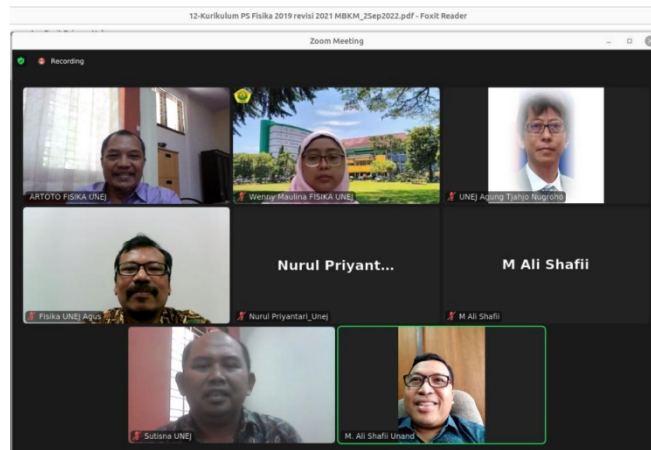 12-Kurikulum PS Fisika 2019 revisi 2021 MBKM_2Sep2022.pdf - Foxit Reader
Zoom Meeting
Recording
ARTOTO FISIKA UNEJ
Wenny Maulina FISIKA UNEJ
UNEJ Agung Tjahjo Nugroho
Fisika UNEJ Agus
Nurul Priyant...
Nurul Priyantari_Unej
M Ali Shafii
M Ali Shafii
Sutisna UNEJ
M. Ali Shafii Unand